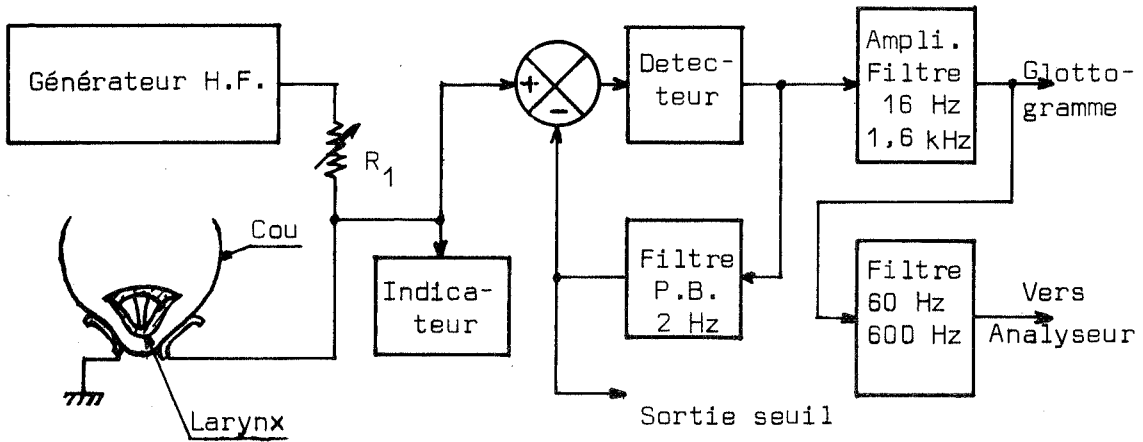 Générateur H.F.
R1
Cou
Larynx
Indica-
teur
+
−
Detec-
teur
Filtre
P.B.
2 Hz
Sortie seuil
Ampli.
Filtre
16 Hz
1,6 kHz
Glotto-
gramme
Filtre
60 Hz
600 Hz
Vers
Analyseur